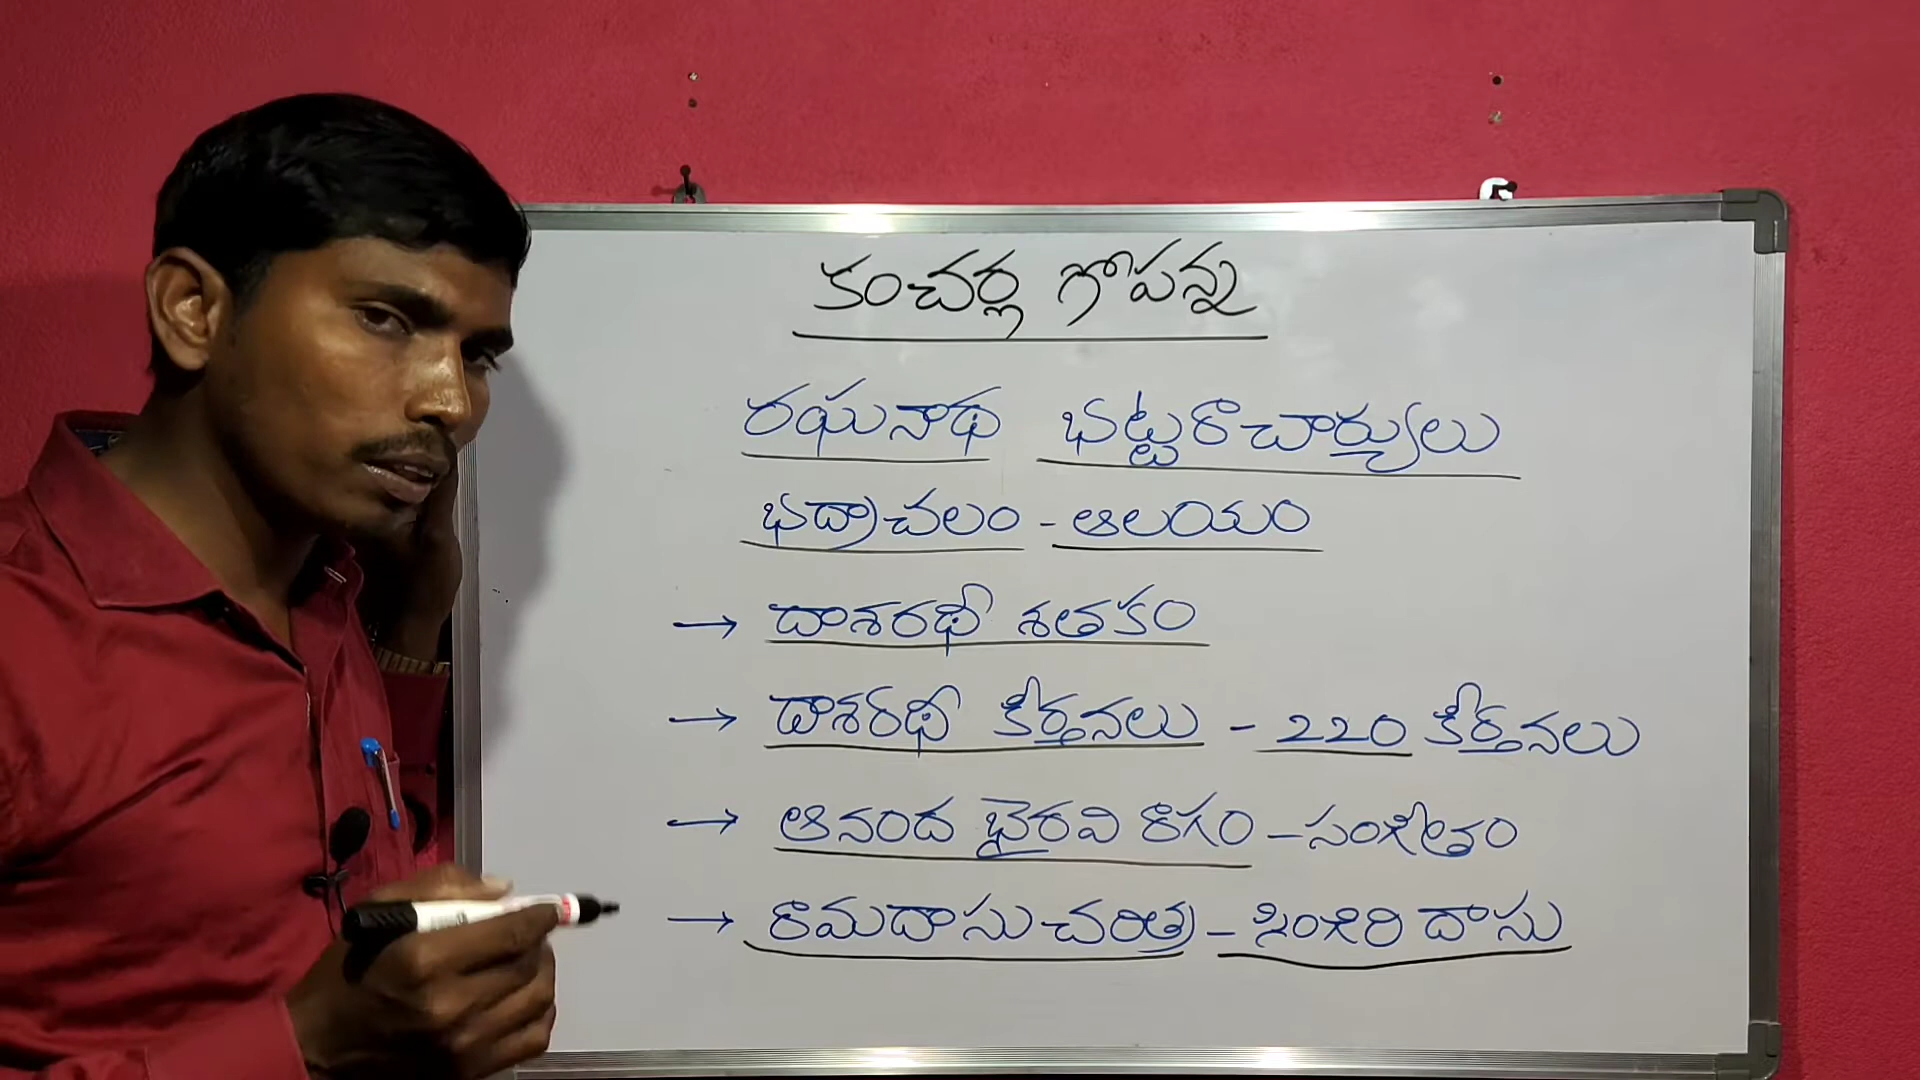 కంచర్ల గోపన్న
రఘునాథ భట్టరాచార్యులు
భద్రాచలం - ఆలయం
→ దాశరథీ శతకం
→ దాశరథీ కీర్తనలు - 220 కీర్తనలు
→ ఆనంద భైరవి రాగం - సంగీతం
→ రామదాసు చరిత్ర - సింగిరి దాసు